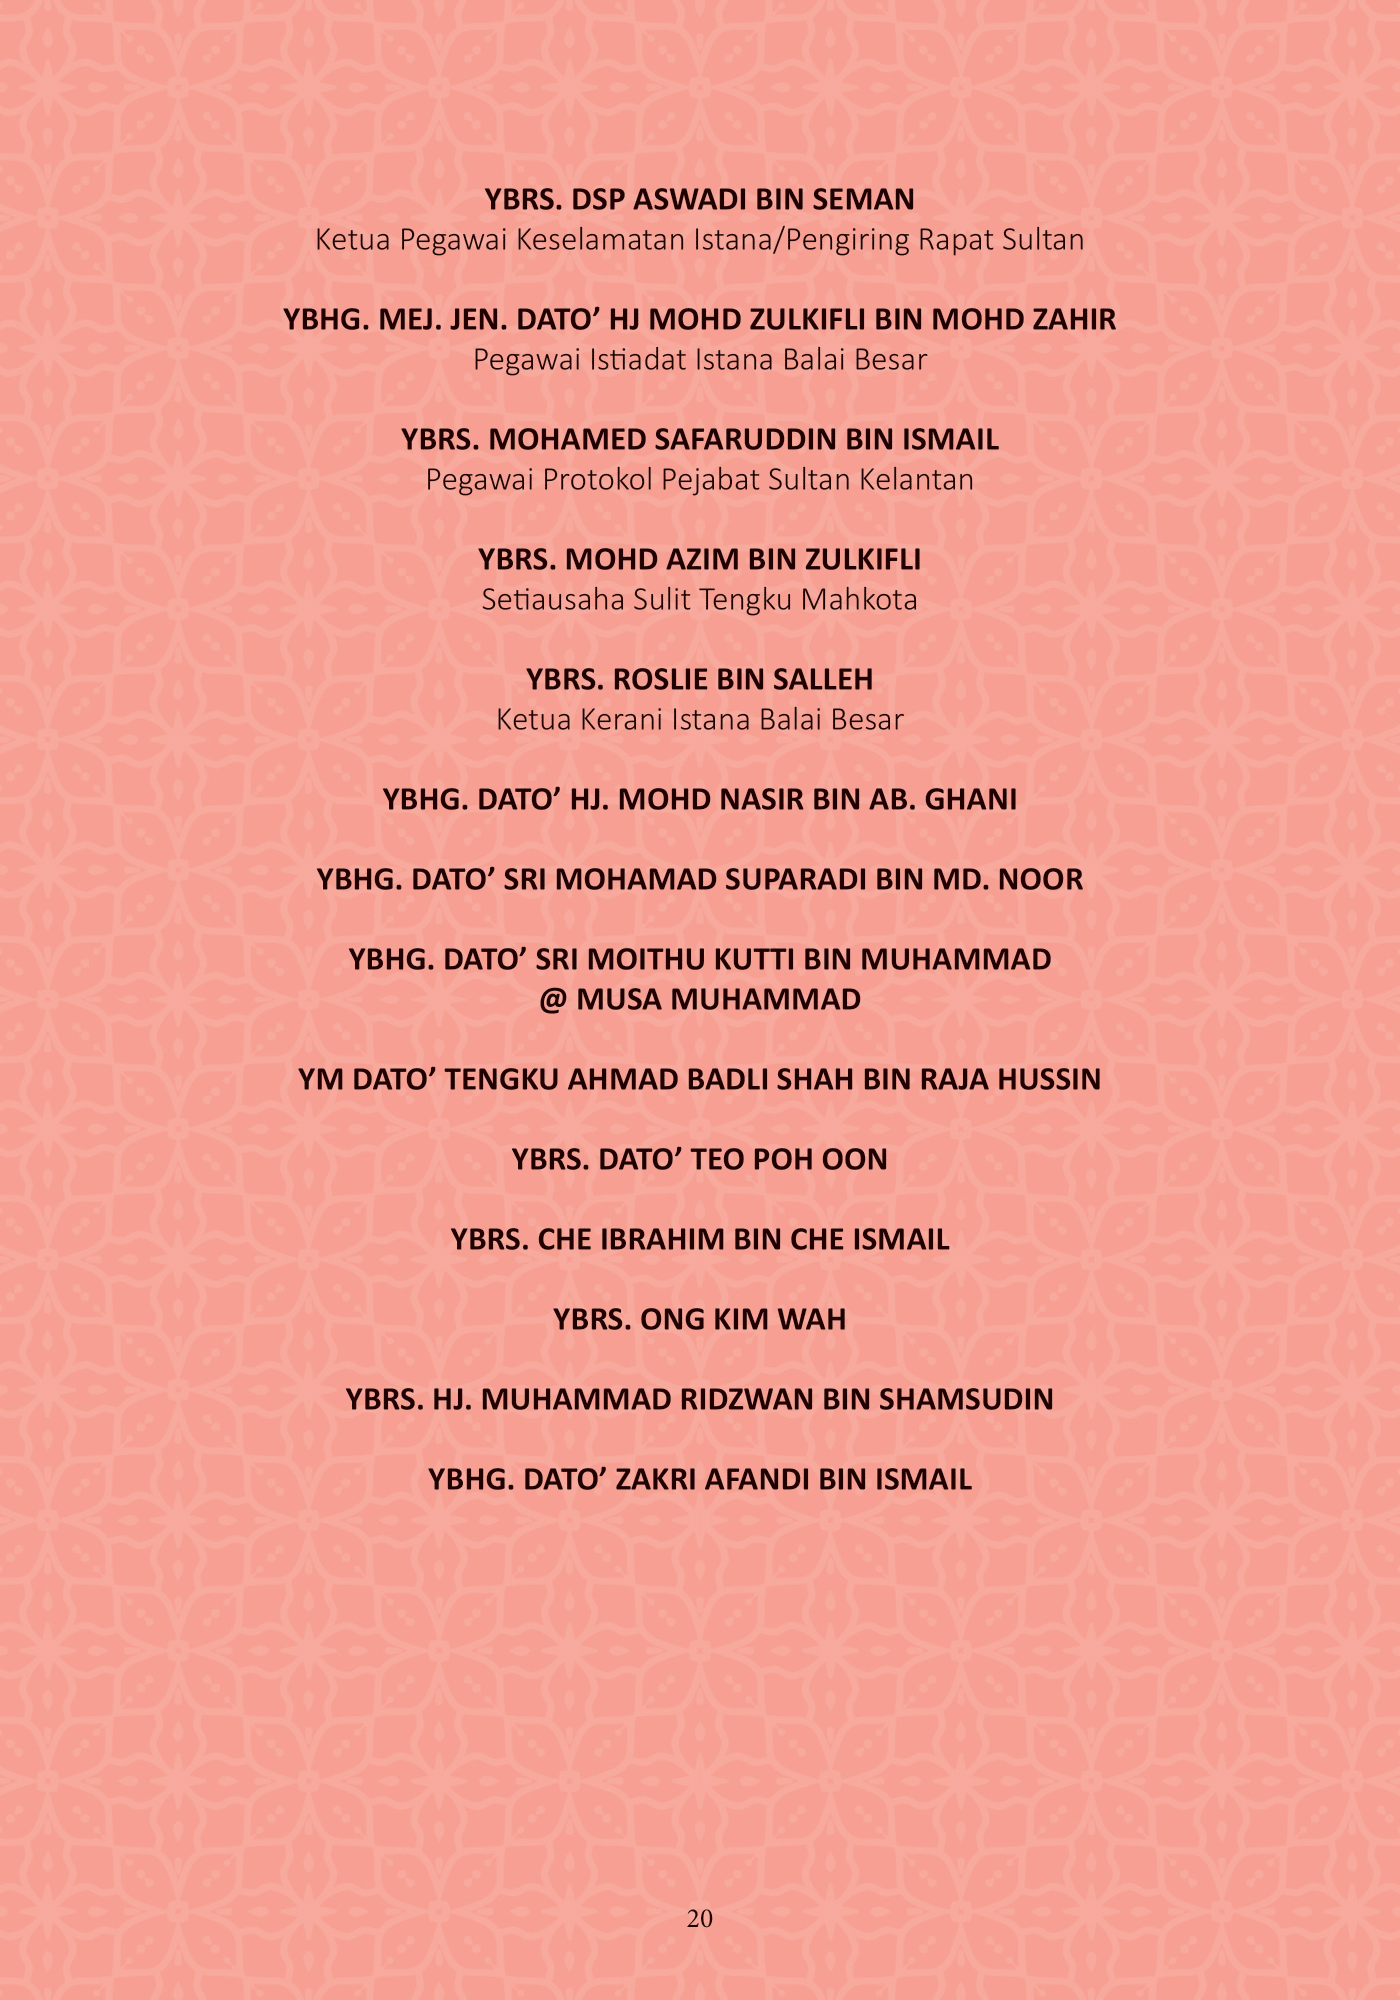 YBRS. DSP ASWADI BIN SEMAN
Ketua Pegawai Keselamatan Istana/Pengiring Rapat Sultan
YBHG. MEJ. JEN. DATO’ HJ MOHD ZULKIFLI BIN MOHD ZAHIR
Pegawai Istiadat Istana Balai Besar
YBRS. MOHAMED SAFARUDDIN BIN ISMAIL
Pegawai Protokol Pejabat Sultan Kelantan
YBRS. MOHD AZIM BIN ZULKIFLI
Setiausaha Sulit Tengku Mahkota
YBRS. ROSLIE BIN SALLEH
Ketua Kerani Istana Balai Besar
YBHG. DATO’ HJ. MOHD NASIR BIN AB. GHANI
YBHG. DATO’ SRI MOHAMAD SUPARADI BIN MD. NOOR
YBHG. DATO’ SRI MOITHU KUTTI BIN MUHAMMAD
@ MUSA MUHAMMAD
YM DATO’ TENGKU AHMAD BADLI SHAH BIN RAJA HUSSIN
YBRS. DATO’ TEO POH OON
YBRS. CHE IBRAHIM BIN CHE ISMAIL
YBRS. ONG KIM WAH
YBRS. HJ. MUHAMMAD RIDZWAN BIN SHAMSUDIN
YBHG. DATO’ ZAKRI AFANDI BIN ISMAIL
20